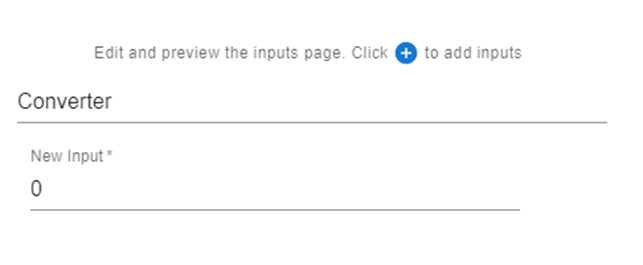 Edit and preview the inputs page. Click + to add inputs
Converter
New Input *
0